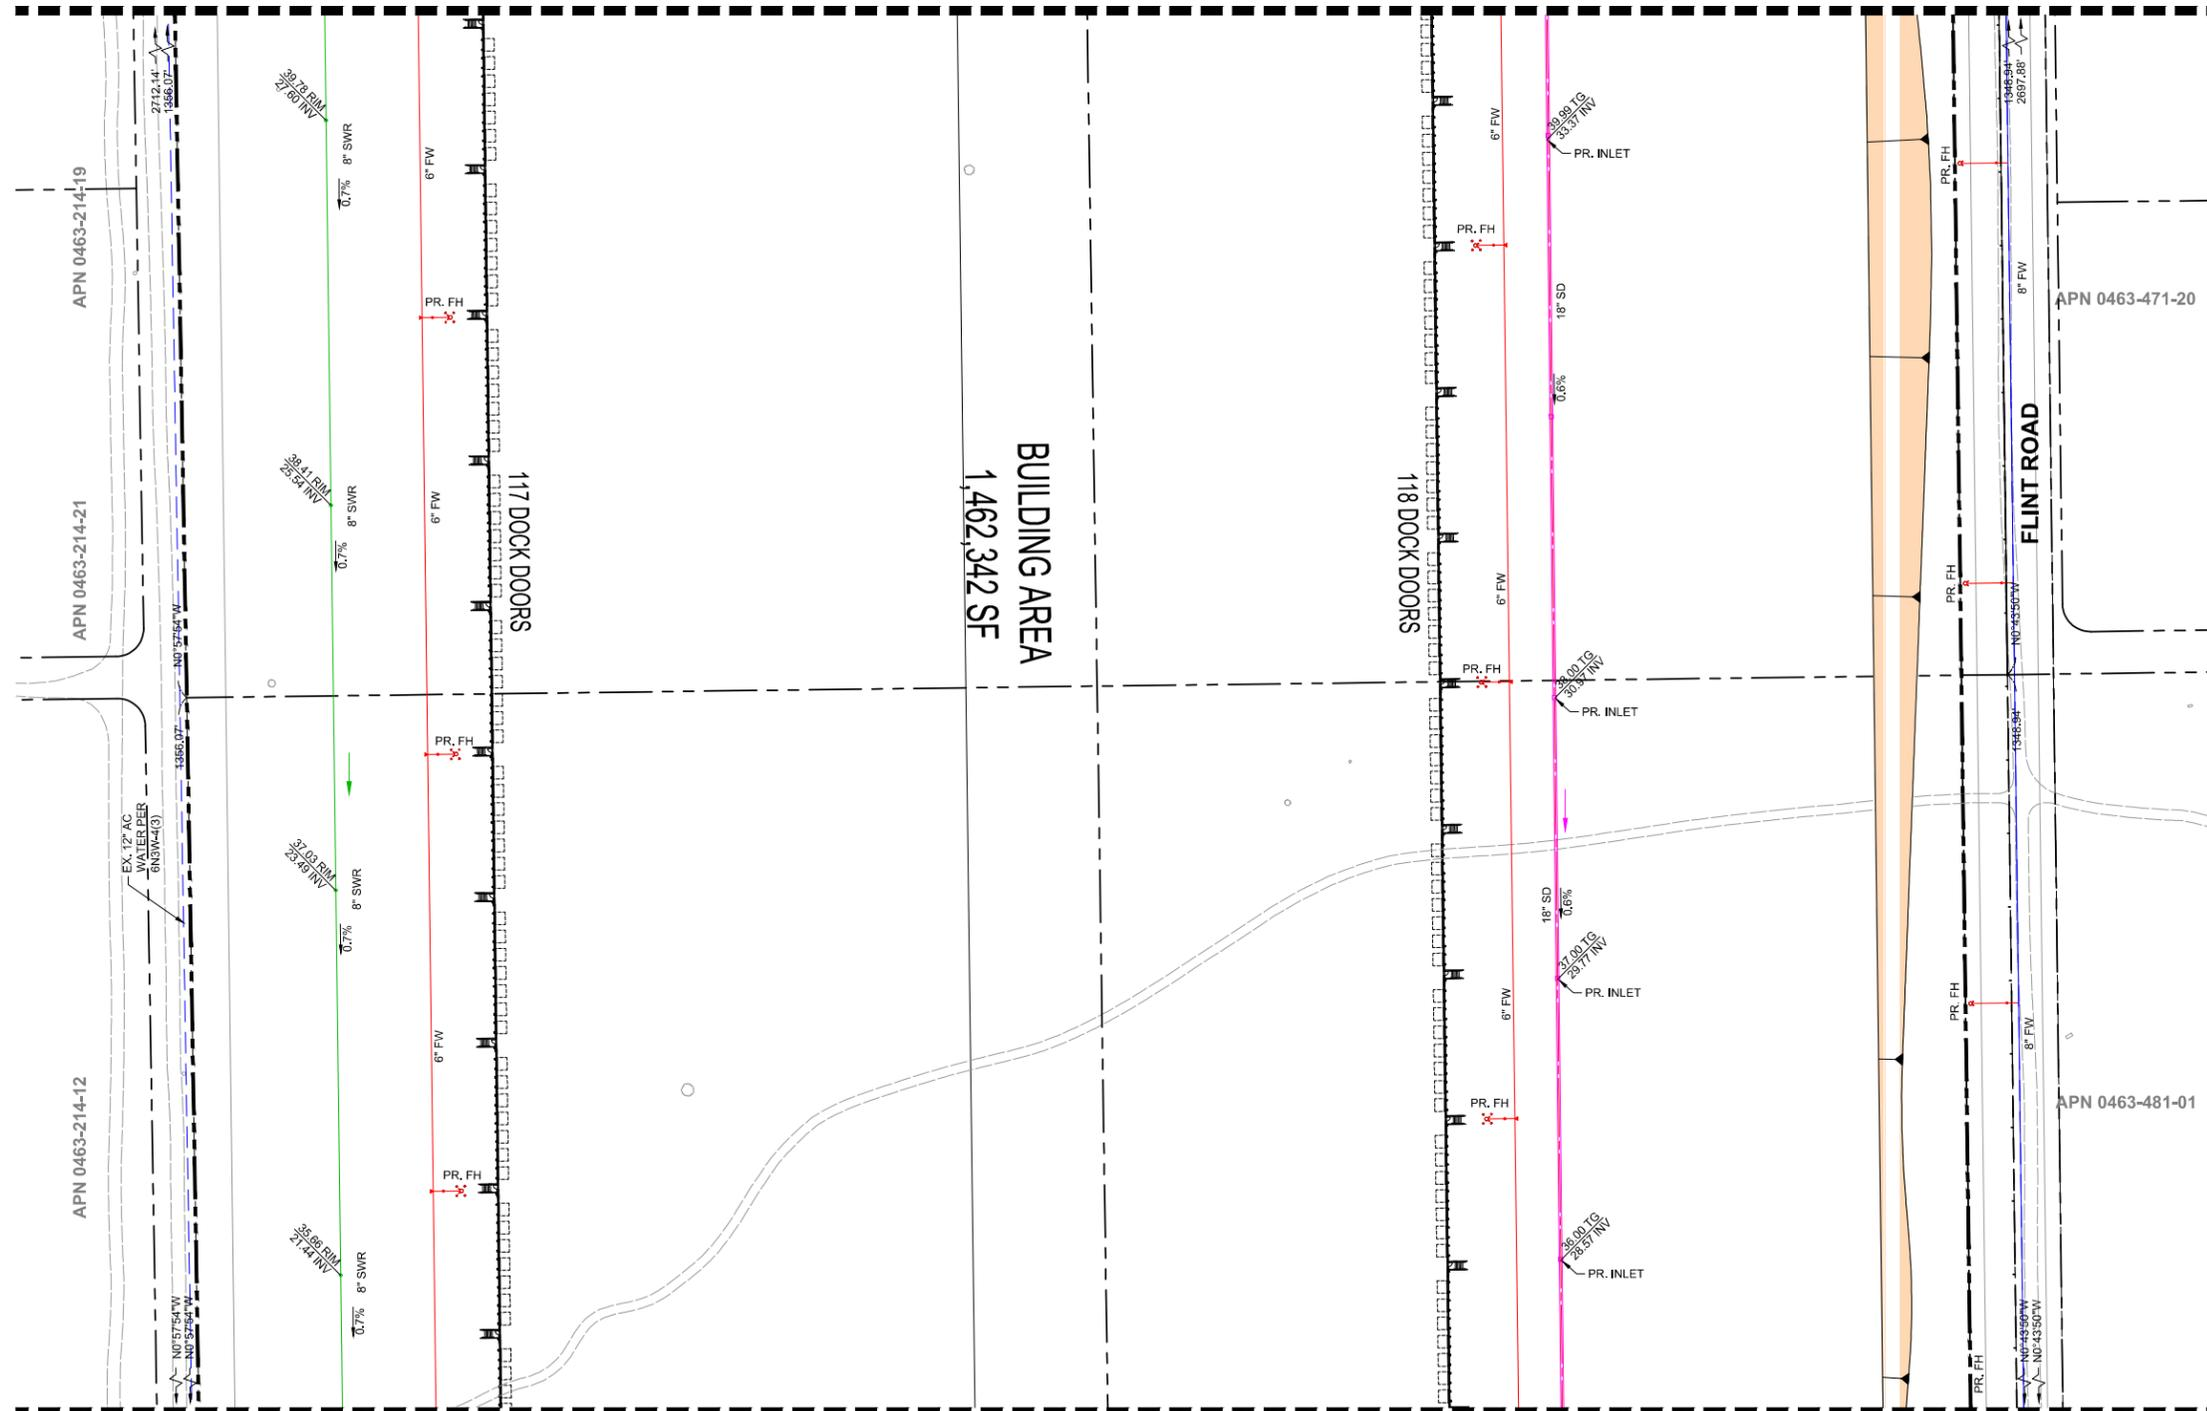 2712.14'
1356.07'
39.78 RIM
27.60 INV
8" SWR
0.7%
6" FW
APN 0463-214-19
PR. FH
38.41 RIM
25.54 INV
8" SWR
0.7%
6" FW
APN 0463-214-21
N0°57'54"W
1356.07'
117 DOCK DOORS
BUILDING AREA
1,462,342 SF
118 DOCK DOORS
PR. FH
EX. 12" AC
WATER PER
6N3W-4(3)
37.03 RIM
23.49 INV
8" SWR
0.7%
6" FW
APN 0463-214-12
PR. FH
35.66 RIM
21.44 INV
8" SWR
0.7%
N0°57'54"W
N0°57'54"W
6" FW
39.99 TG
33.37 INV
PR. INLET
PR. FH
18" SD
0.6%
6" FW
PR. FH
38.00 TG
30.97 INV
PR. INLET
18" SD
0.6%
37.00 TG
29.77 INV
PR. INLET
6" FW
PR. FH
36.00 TG
28.57 INV
PR. INLET
1348.94'
2697.88'
PR. FH
8" FW
APN 0463-471-20
FLINT ROAD
PR. FH
N0°43'50"W
1348.94'
PR. FH
8" FW
APN 0463-481-01
PR. FH
N0°43'50"W
N0°43'50"W